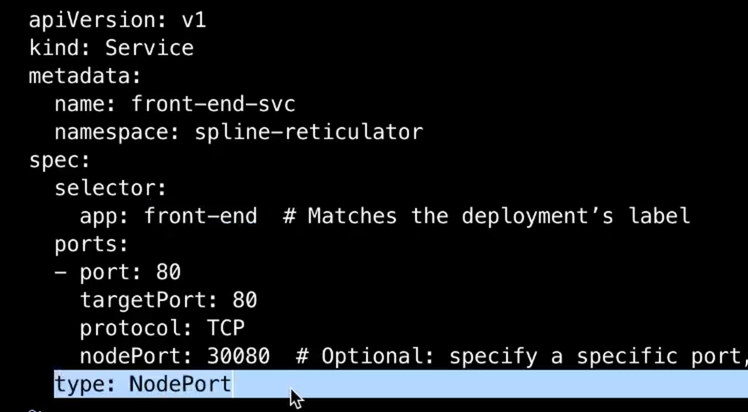 apiVersion: v1
kind: Service
metadata:
  name: front-end-svc
  namespace: spline-reticulator
spec:
  selector:
    app: front-end  # Matches the deployment’s label
  ports:
  - port: 80
    targetPort: 80
    protocol: TCP
    nodePort: 30080  # Optional: specify a specific port,
  type: NodePort